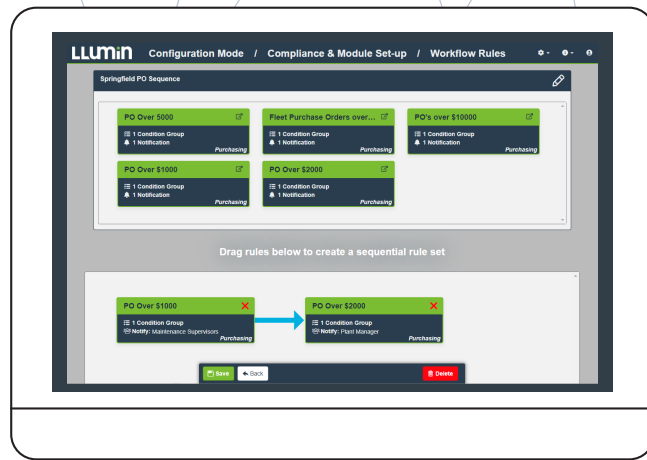 LLUMIN Configuration Mode / Compliance & Module Set-up / Workflow Rules
Springfield PO Sequence
PO Over 5000
1 Condition Group
1 Notification
Purchasing
Fleet Purchase Orders over...
1 Condition Group
1 Notification
Purchasing
PO's over $10000
1 Condition Group
1 Notification
Purchasing
PO Over $1000
1 Condition Group
1 Notification
Purchasing
PO Over $2000
1 Condition Group
1 Notification
Purchasing
Drag rules below to create a sequential rule set
PO Over $1000
1 Condition Group
Notify: Maintenance Supervisors
Purchasing
PO Over $2000
1 Condition Group
Notify: Plant Manager
Purchasing
Save Back Delete